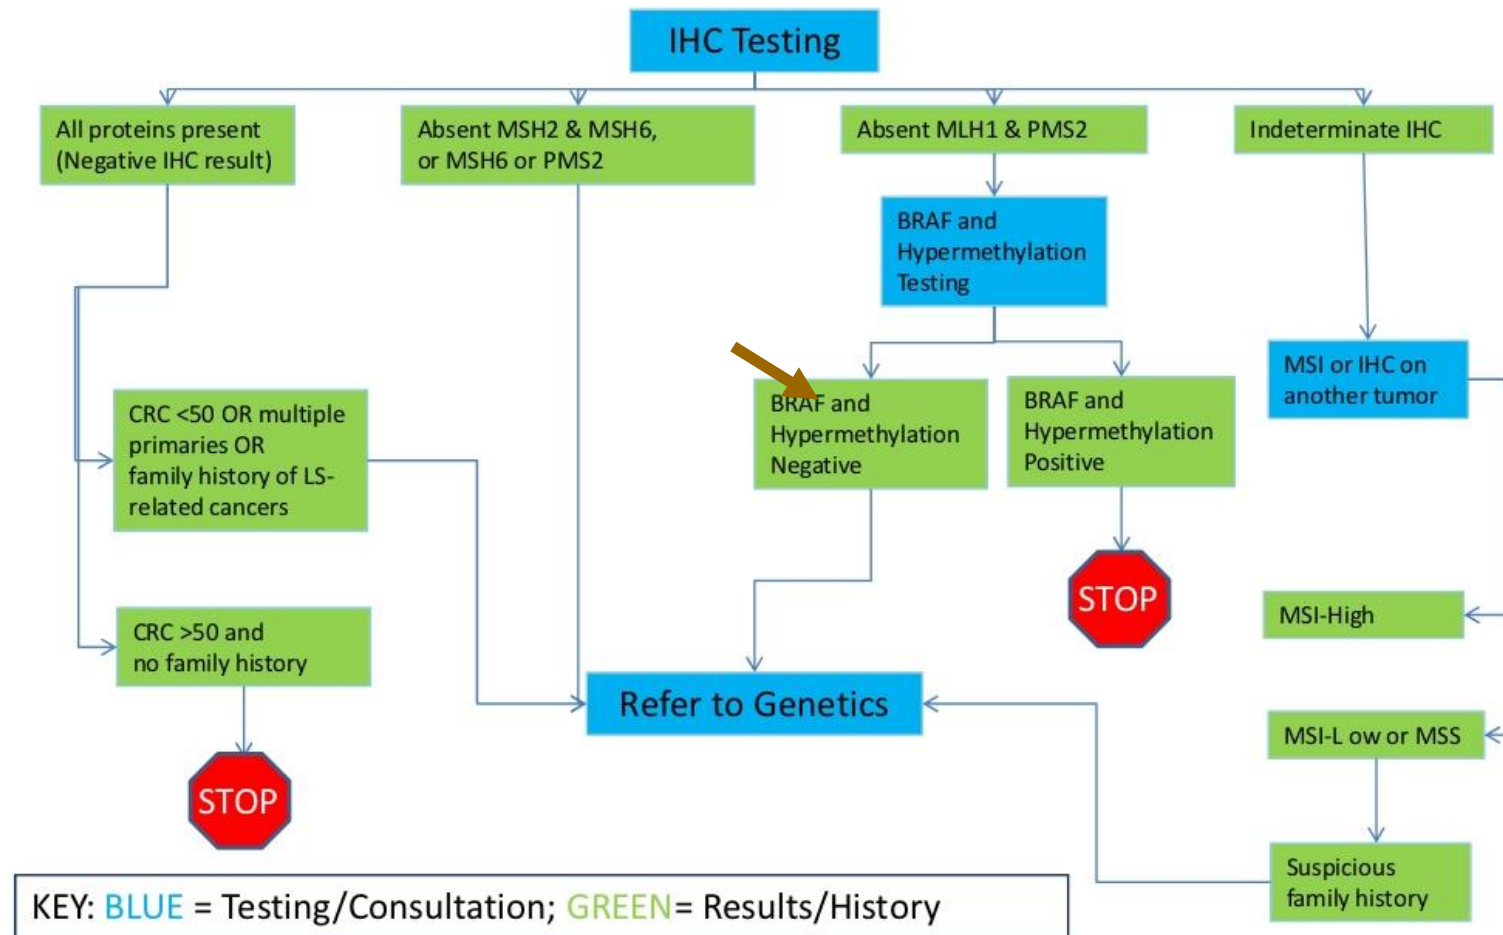 IHC Testing
All proteins present
(Negative IHC result)
Absent MSH2 & MSH6,
or MSH6 or PMS2
Absent MLH1 & PMS2
Indeterminate IHC
BRAF and
Hypermethylation
Testing
MSI or IHC on
another tumor
CRC <50 OR multiple
primaries OR
family history of LS-
related cancers
BRAF and
Hypermethylation
Negative
BRAF and
Hypermethylation
Positive
STOP
MSI-High
CRC >50 and
no family history
Refer to Genetics
MSI-L ow or MSS
STOP
Suspicious
family history
KEY: BLUE = Testing/Consultation; GREEN= Results/History